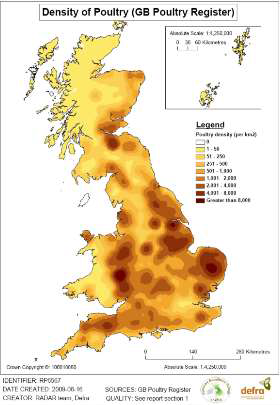 Density of Poultry (GB Poultry Register)
Absolute Scale: 1:4,250,000
0 30 60 Kilometres
Legend
Poultry density (per km2)
0
1 - 50
51 - 250
251 - 500
501 - 1,000
1,001 - 2,000
2,001 - 4,000
4,001 - 8,000
Greater than 8,000
0 140 280 Kilometres
Crown Copyright
Absolute Scale: 1:4,250,000
IDENTIFIER: RP6567
DATE CREATED: 2009-06-16
CREATOR: RADAR team, Defra
SOURCES: GB Poultry Register
QUALITY: See report section 1
defra